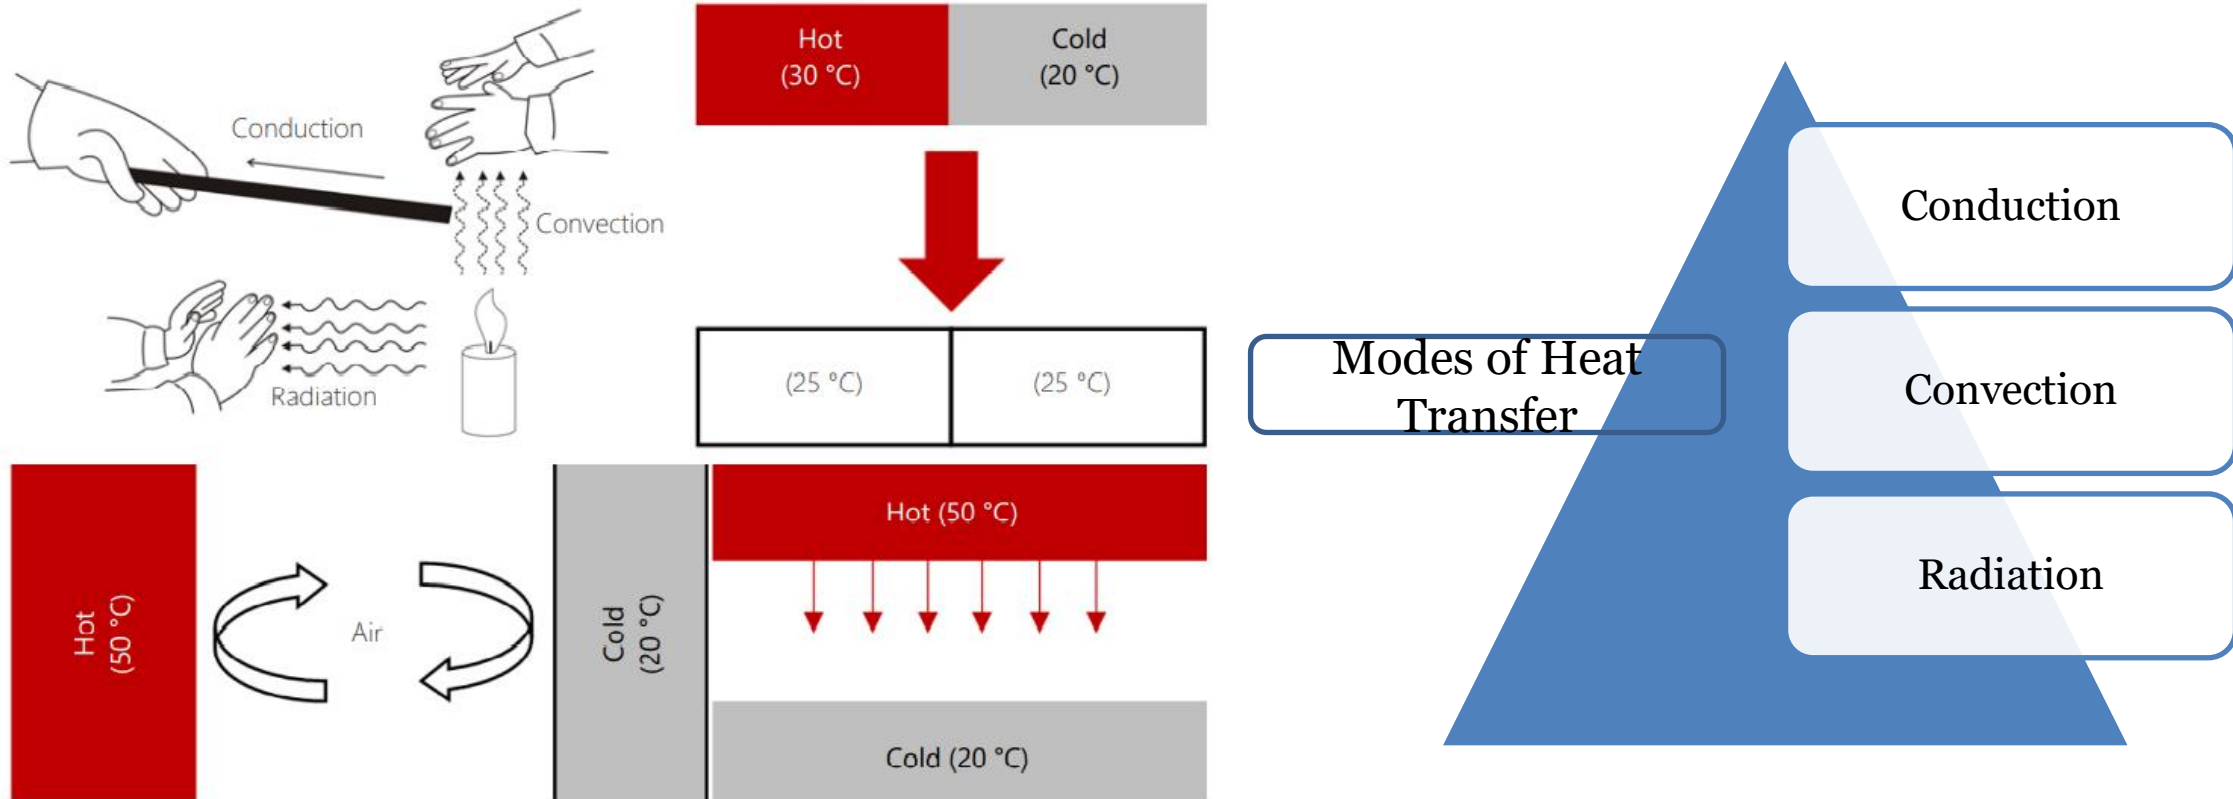 Conduction
Convection
Radiation
Hot
(30 °C)
Cold
(20 °C)
(25 °C)
(25 °C)
Hot
(50 °C)
Air
Cold
(20 °C)
Hot (50 °C)
Cold (20 °C)
Modes of Heat
Transfer
Conduction
Convection
Radiation